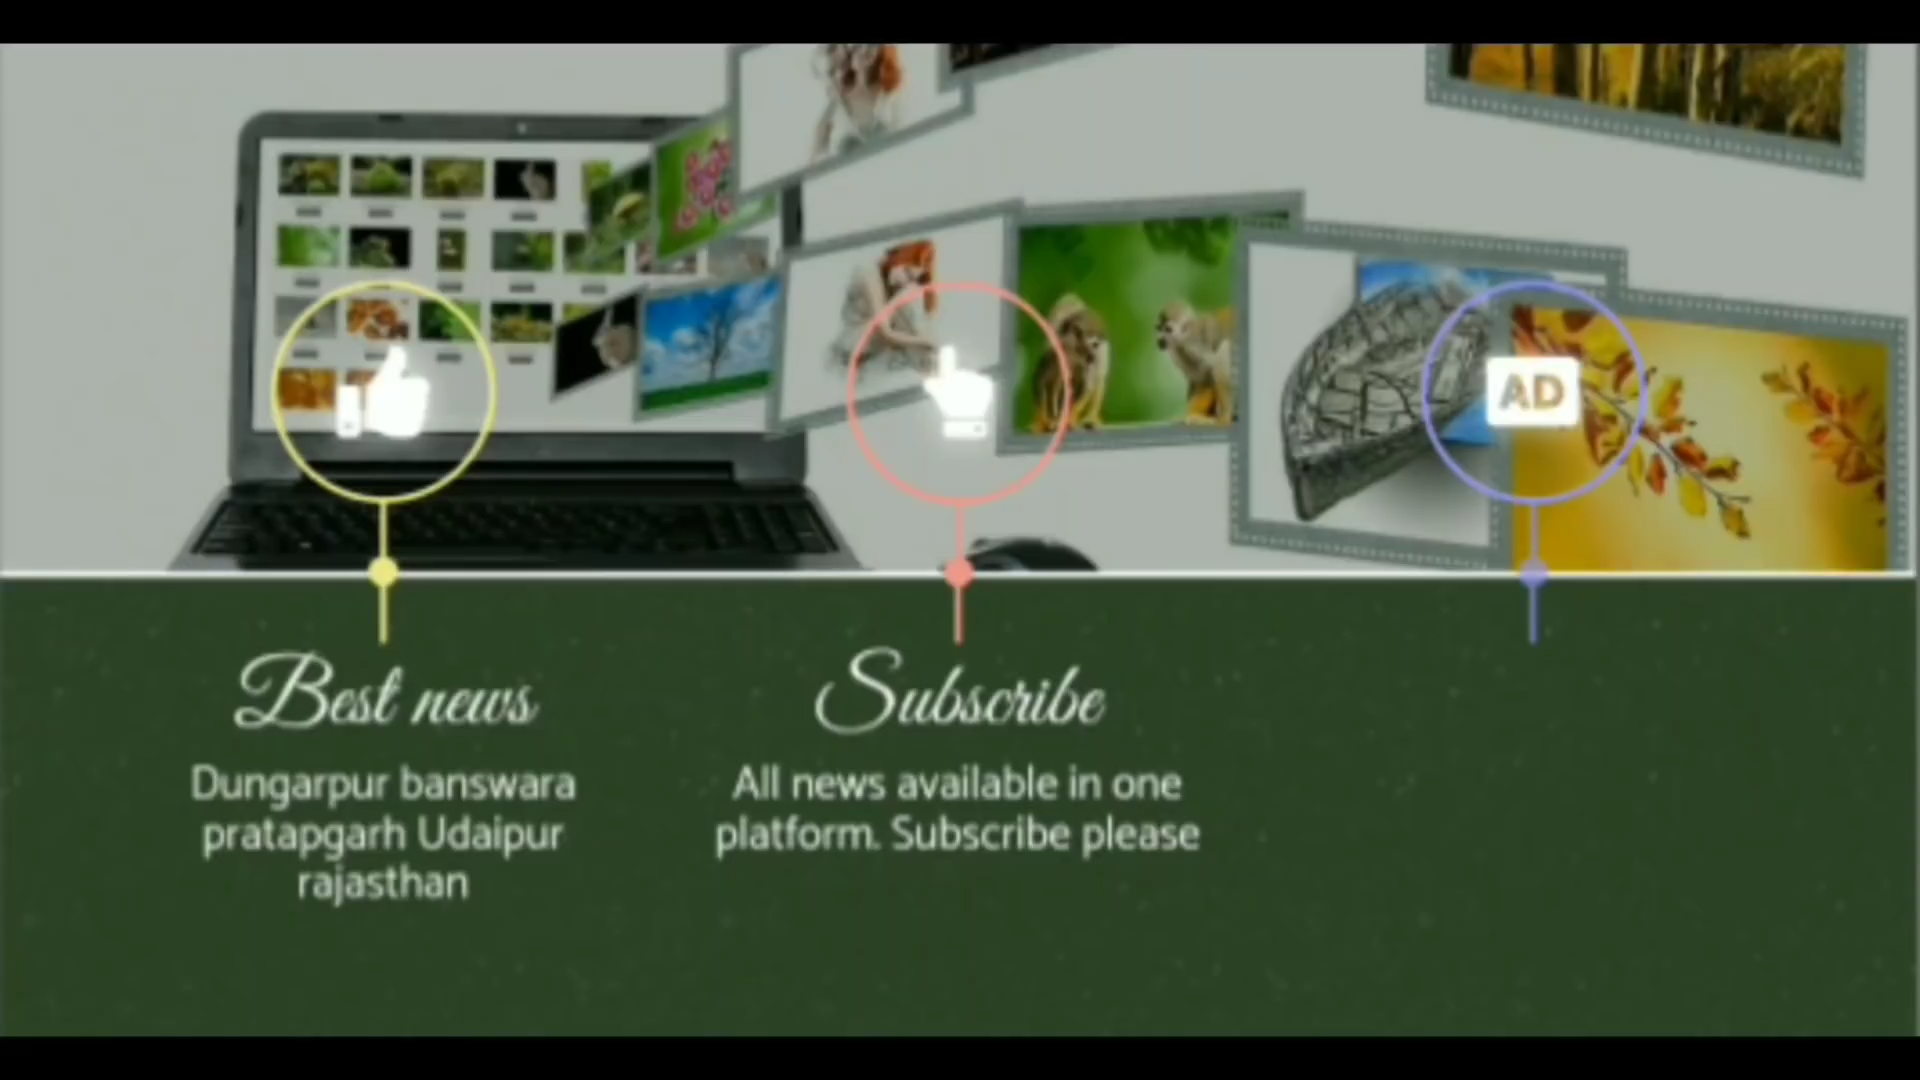 AD
Best news
Dungarpur banswara
pratapgarh Udaipur
rajasthan
Subscribe
All news available in one
platform. Subscribe please